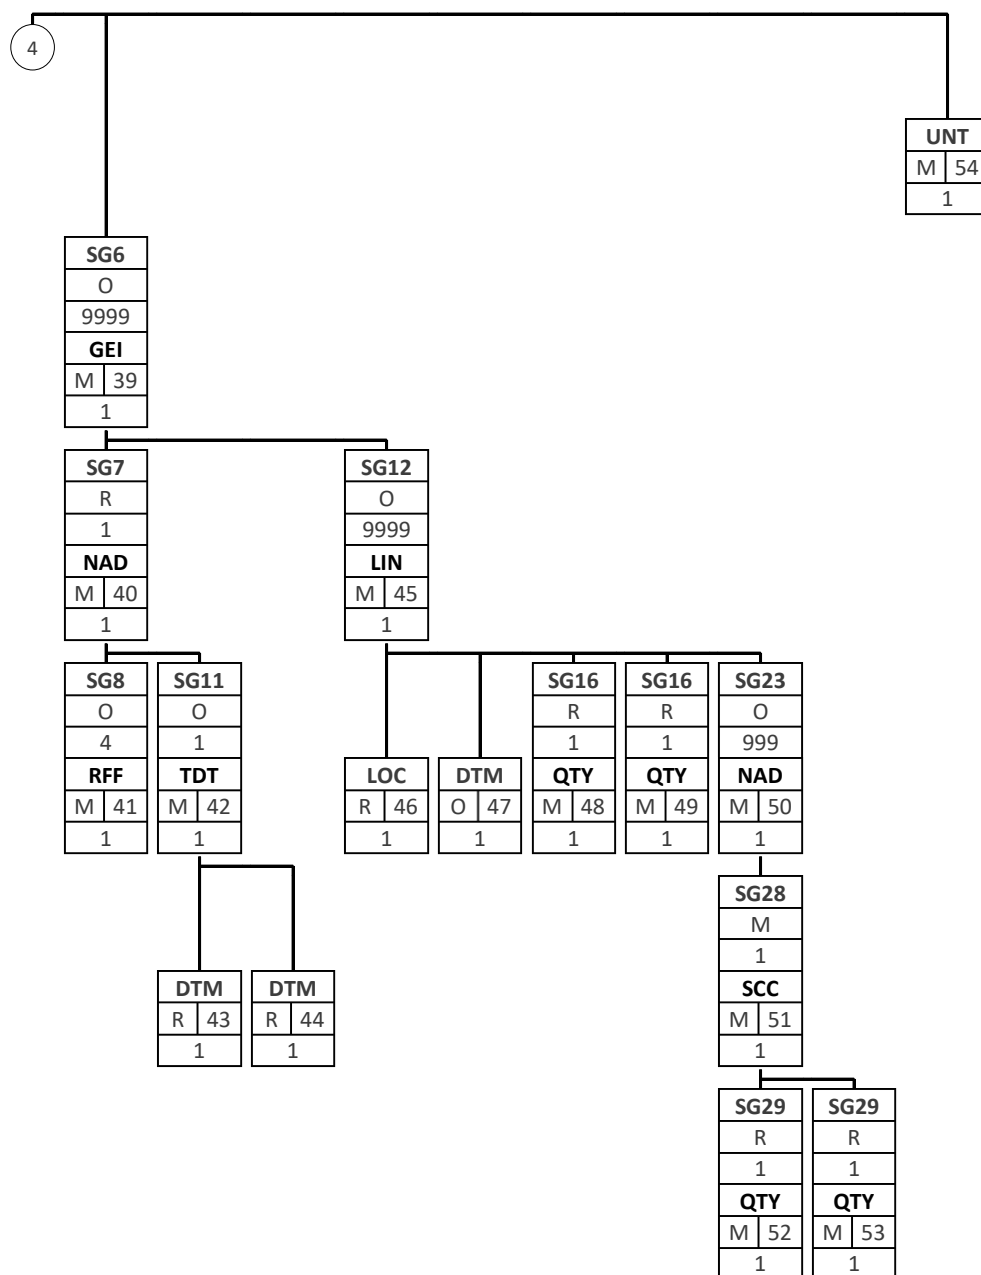 4
UNT
M 54
1
SG6
O
9999
GEI
M 39
1
SG7
R
1
NAD
M 40
1
SG12
O
9999
LIN
M 45
1
SG8
O
4
RFF
M 41
1
SG11
O
1
TDT
M 42
1
LOC
R 46
1
DTM
O 47
1
SG16
R
1
QTY
M 48
1
SG16
R
1
QTY
M 49
1
SG23
O
999
NAD
M 50
1
SG28
M
1
SCC
M 51
1
DTM
R 43
1
DTM
R 44
1
SG29
R
1
QTY
M 52
1
SG29
R
1
QTY
M 53
1